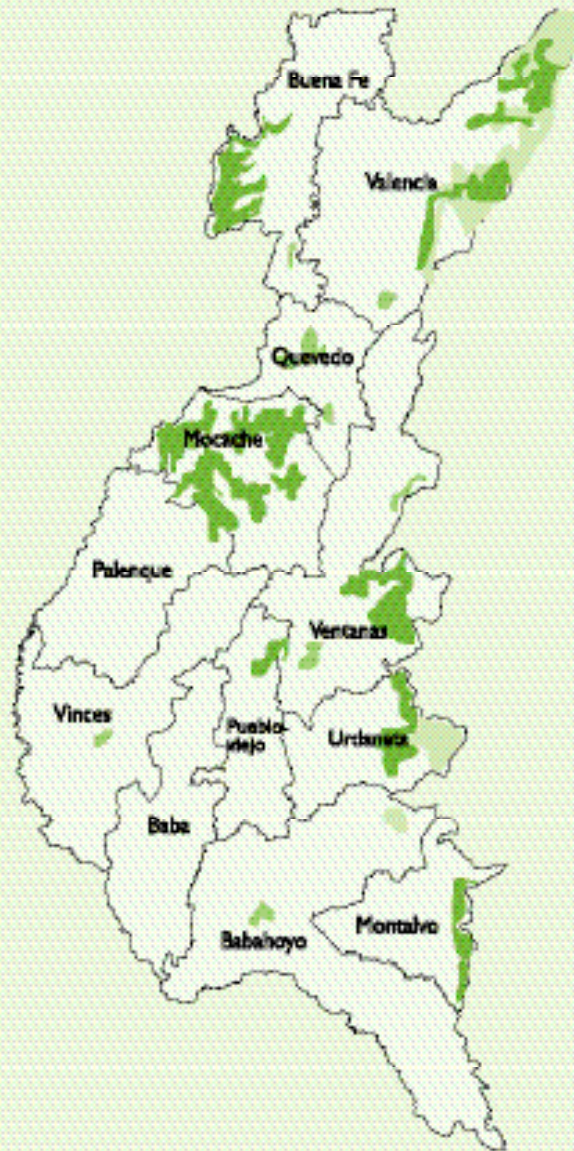 Buena Fe
Valencia
Quevedo
Mocache
Palenque
Ventanas
Vinces
Pueblo-
viejo
Urdaneta
Baba
Montalvo
Babahoyo